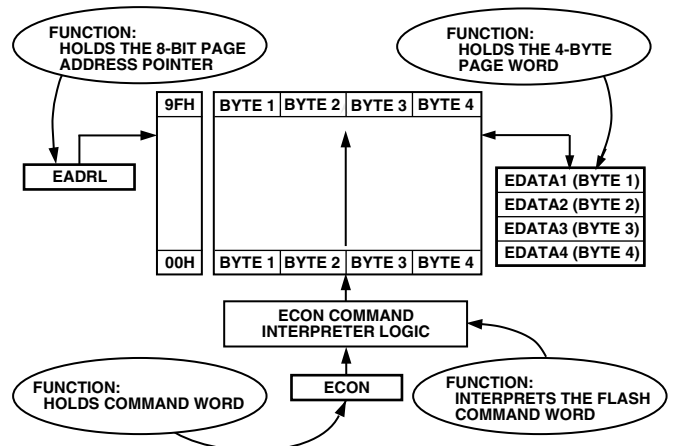 FUNCTION:
HOLDS THE 8-BIT PAGE
ADDRESS POINTER
FUNCTION:
HOLDS THE 4-BYTE
PAGE WORD
9FH
BYTE 1 BYTE 2 BYTE 3 BYTE 4
EADRL
EDATA1 (BYTE 1)
EDATA2 (BYTE 2)
EDATA3 (BYTE 3)
EDATA4 (BYTE 4)
00H
BYTE 1 BYTE 2 BYTE 3 BYTE 4
ECON COMMAND
INTERPRETER LOGIC
FUNCTION:
HOLDS COMMAND WORD
ECON
FUNCTION:
INTERPRETS THE FLASH
COMMAND WORD